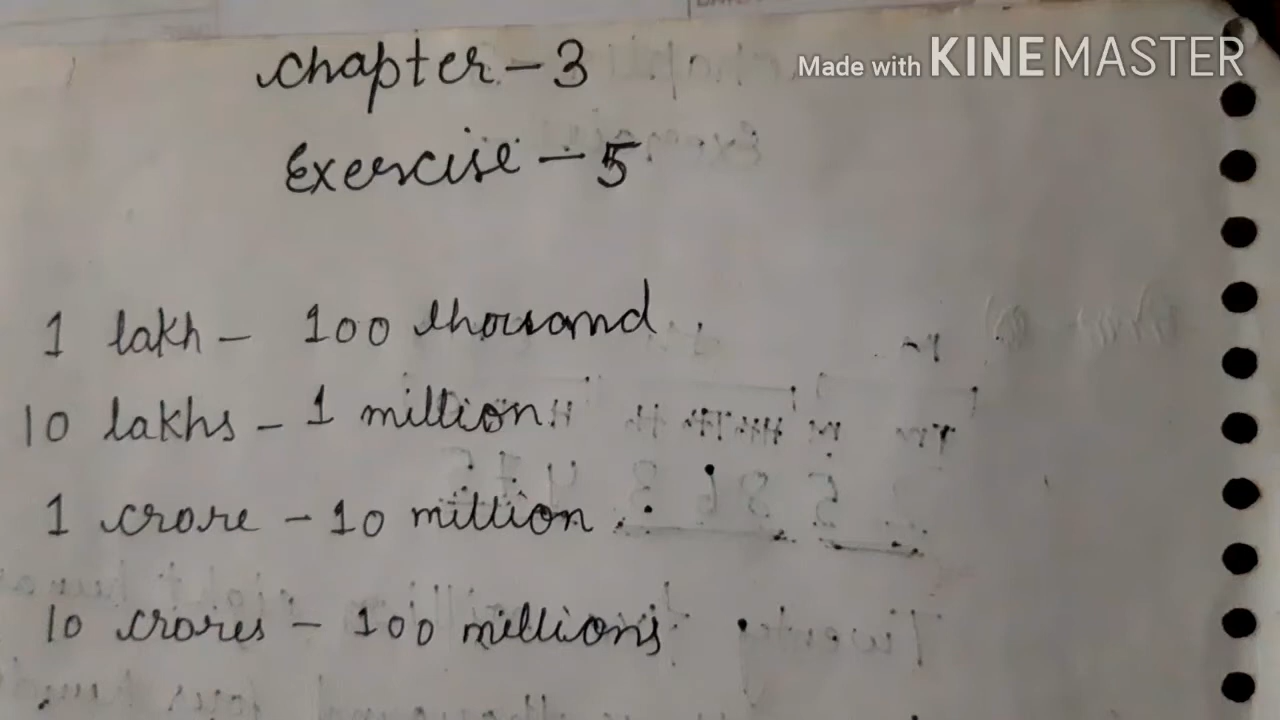 Made with KINEMASTER
Chapter - 3
Exercise - 5
1 lakh - 100 thousand
10 lakhs - 1 million
1 crore - 10 million
10 crores - 100 millions